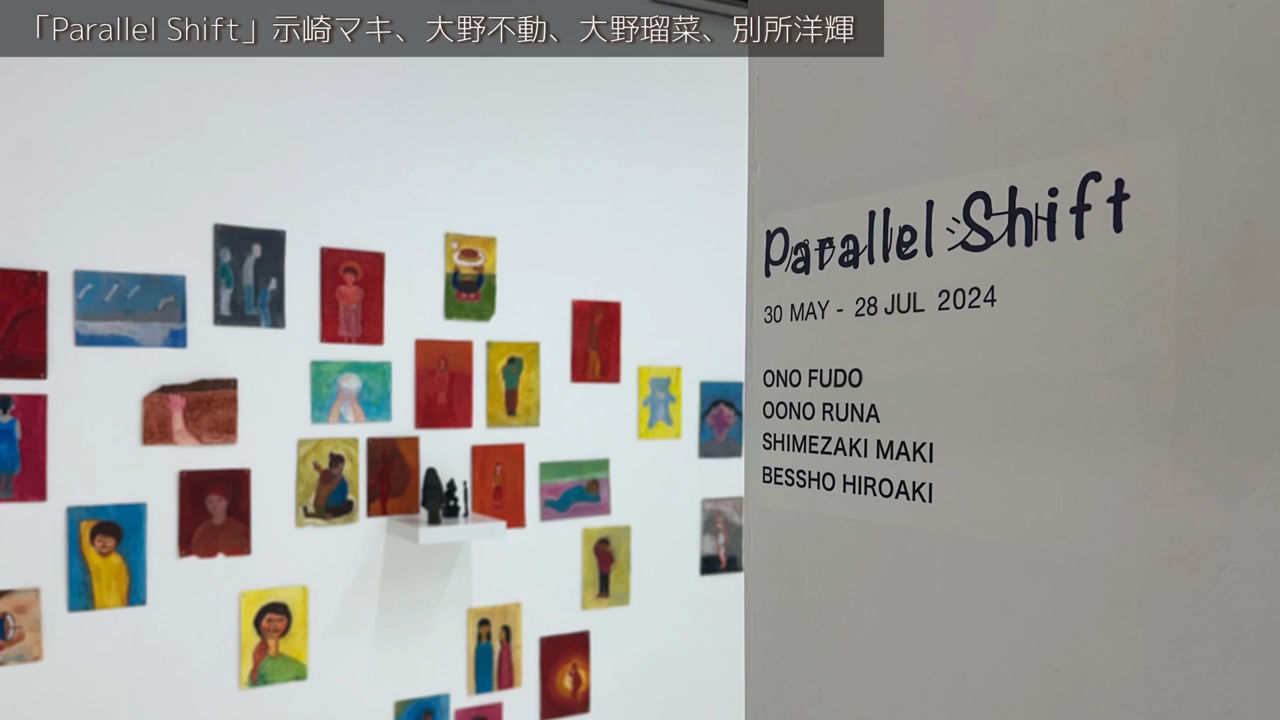 「Parallel Shift」示崎マキ、大野不動、大野瑠菜、別所洋輝
Parallel Shift
30 MAY - 28 JUL 2024
ONO FUDO
OONO RUNA
SHIMEZAKI MAKI
BESSHO HIROAKI